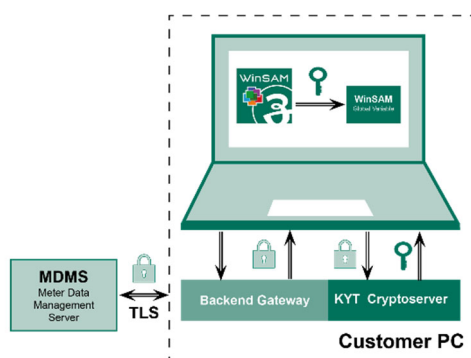 WinSAM
WinSAM
Global Variable
MDMS
Meter Data
Management
Server
TLS
Backend Gateway
KYT Cryptoserver
Customer PC